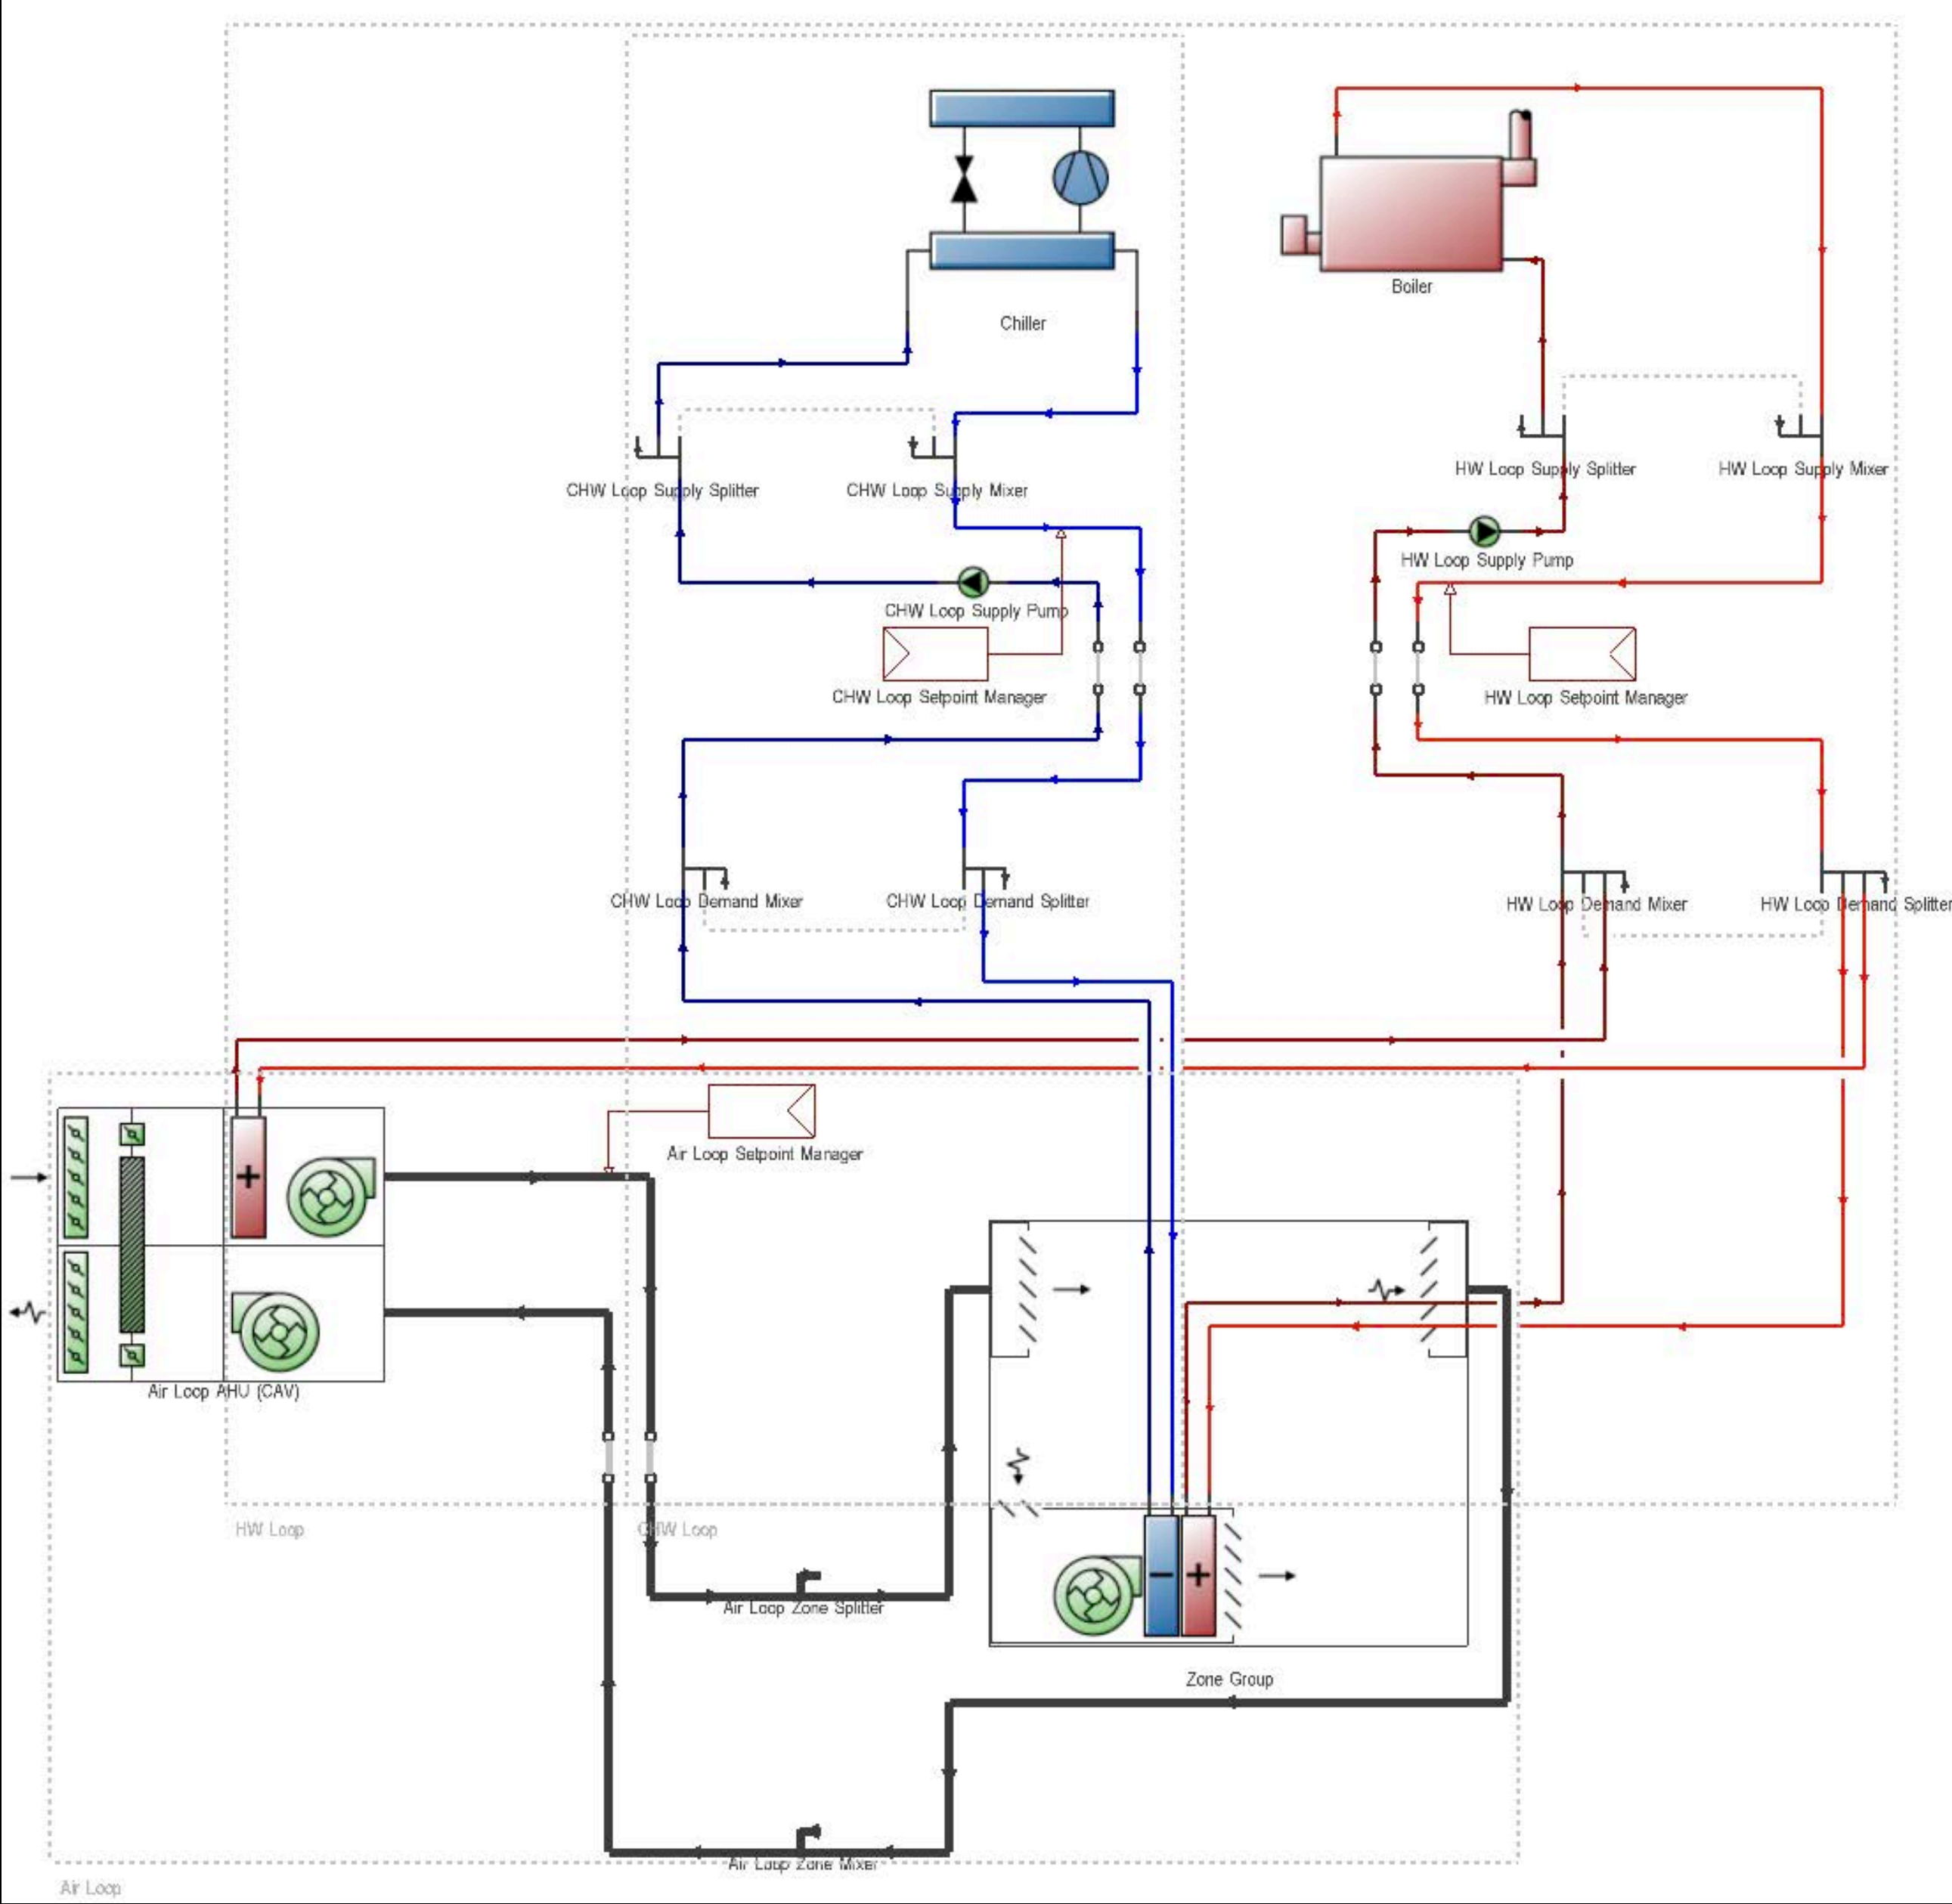 Boiler
Chiller
HW Loop Supply Splitter
HW Loop Supply Mixer
CHW Loop Supply Splitter
CHW Loop Supply Mixer
HW Loop Supply Pump
CHW Loop Supply Pump
CHW Loop Setpoint Manager
HW Loop Setpoint Manager
CHW Loop Demand Mixer
CHW Loop Demand Splitter
HW Loop Demand Mixer
HW Loop Demand Splitter
Air Loop Setpoint Manager
Air Loop AHU (CAV)
HW Loop
CHW Loop
Air Loop Zone Splitter
Zone Group
Air Loop Zone Mixer
Air Loop